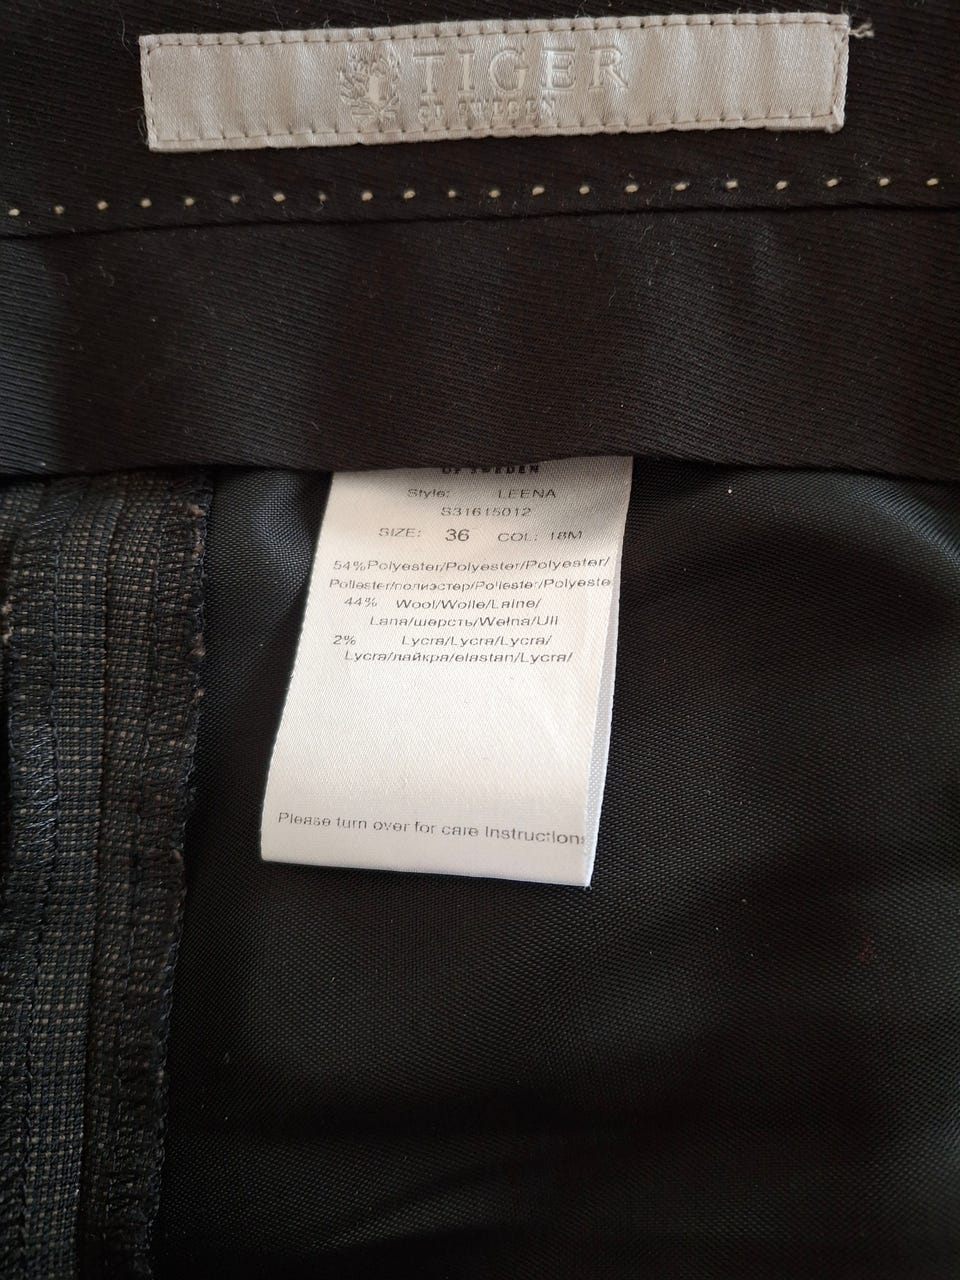 TIGER
OF SWEDEN
OF SWEDEN
Style: LEENA
S31615012
SIZE: 36 COL: 18M
54%Polyester/Polyester/Polyester/
Poliester/полиэстер/Poliester/Polyeste
44% Wool/Wolle/Laine/
Lana/шерсть/Wełna/Ull
2% Lycra/Lycra/Lycra/
Lycra/лайкра/elastan/Lycra/
Please turn over for care Instructions